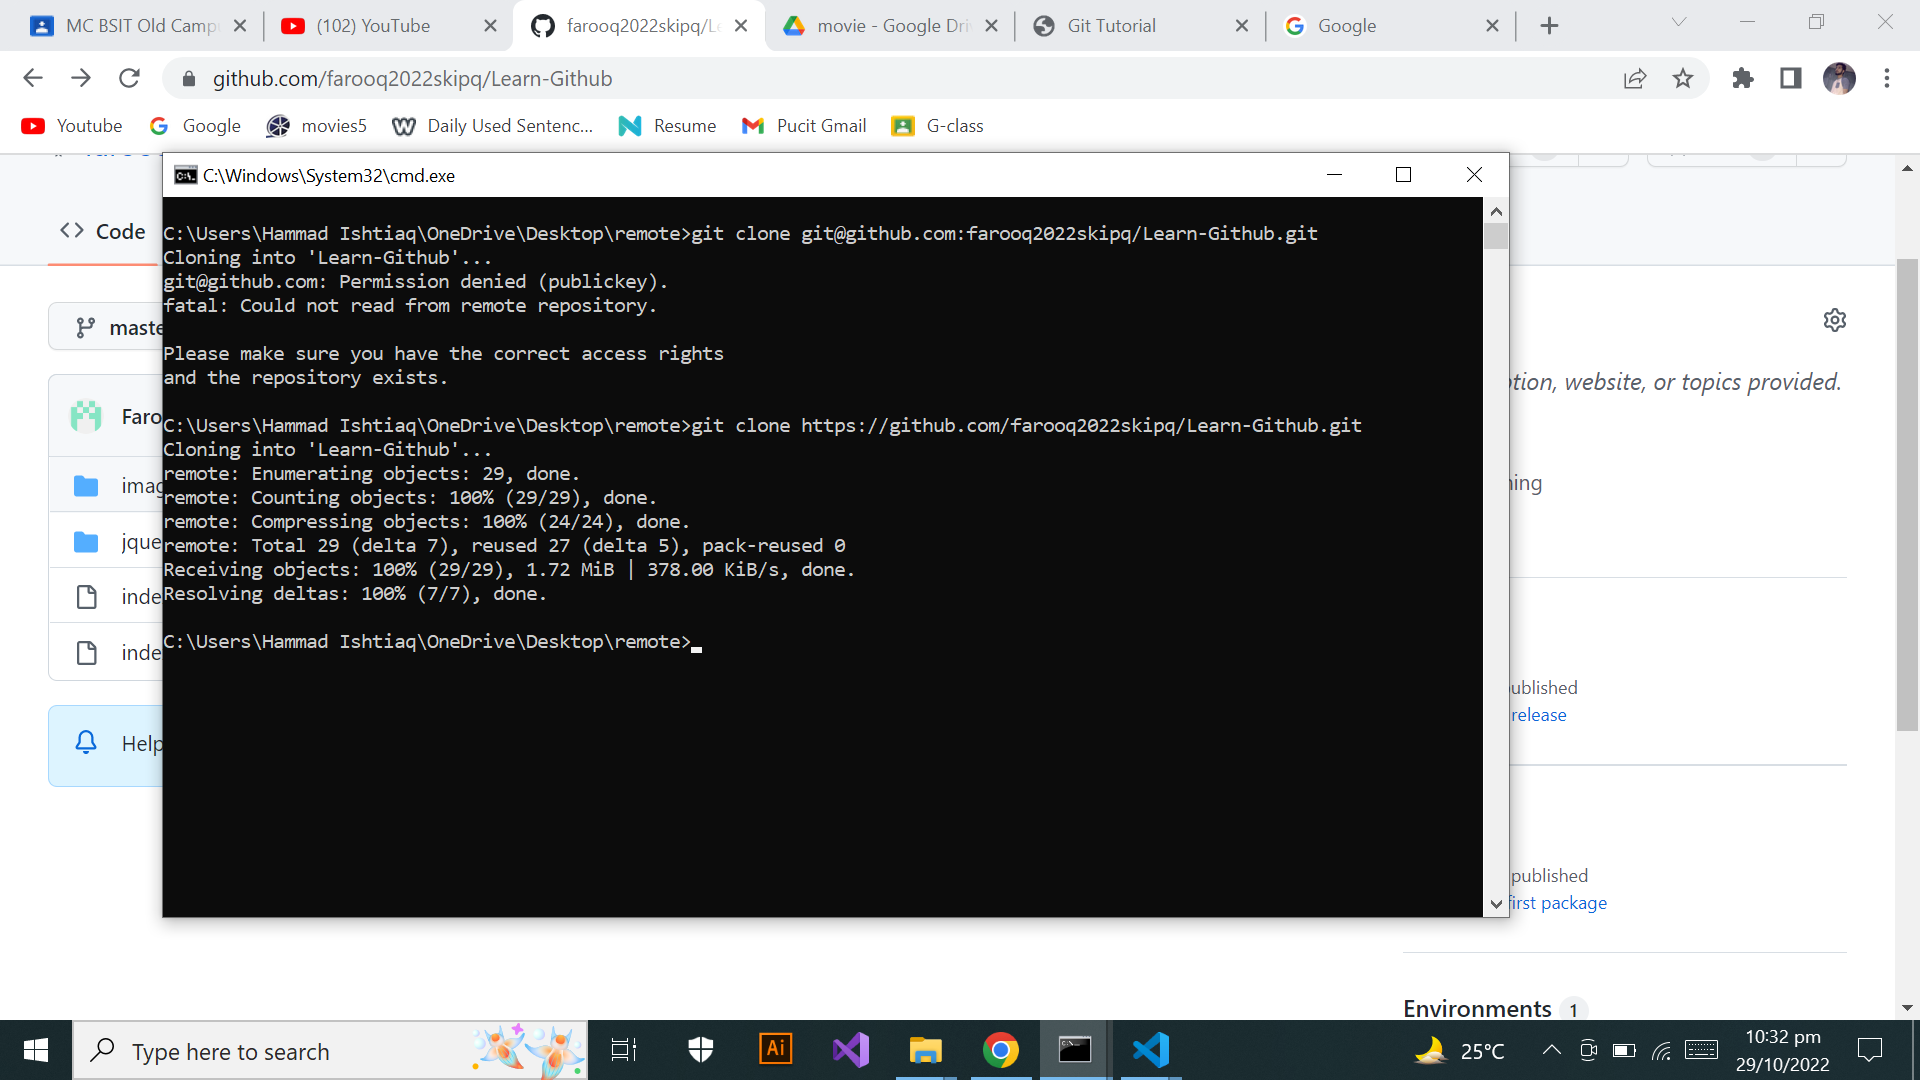 MC BSIT Old Camp
(102) YouTube
farooq2022skipq/Le
movie - Google Dri
Git Tutorial
Google
github.com/farooq2022skipq/Learn-Github
Youtube
Google
movies5
Daily Used Sentenc...
Resume
Pucit Gmail
G-class
C:\Windows\System32\cmd.exe
Code
C:\Users\Hammad Ishtiaq\OneDrive\Desktop\remote>git clone git@github.com:farooq2022skipq/Learn-Github.git
Cloning into 'Learn-Github'...
git@github.com: Permission denied (publickey).
fatal: Could not read from remote repository.
Please make sure you have the correct access rights
and the repository exists.
C:\Users\Hammad Ishtiaq\OneDrive\Desktop\remote>git clone https://github.com/farooq2022skipq/Learn-Github.git
Cloning into 'Learn-Github'...
remote: Enumerating objects: 29, done.
remote: Counting objects: 100% (29/29), done.
remote: Compressing objects: 100% (24/24), done.
remote: Total 29 (delta 7), reused 27 (delta 5), pack-reused 0
Receiving objects: 100% (29/29), 1.72 MiB | 378.00 KiB/s, done.
Resolving deltas: 100% (7/7), done.
C:\Users\Hammad Ishtiaq\OneDrive\Desktop\remote>
maste
Faro
imag
jque
inde
inde
Help
ption, website, or topics provided.
ning
ublished
release
published
first package
Environments 1
Type here to search
Ai
25°C
10:32 pm
29/10/2022